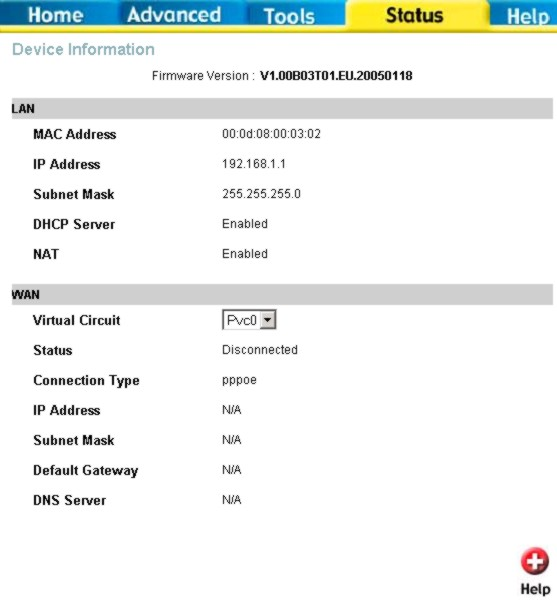 Home Advanced Tools Status Help
Device Information
Firmware Version : V1.00B03T01.EU.20050118
LAN
MAC Address 00:0d:08:00:03:02
IP Address 192.168.1.1
Subnet Mask 255.255.255.0
DHCP Server Enabled
NAT Enabled
WAN
Virtual Circuit Pvc0
Status Disconnected
Connection Type pppoe
IP Address N/A
Subnet Mask N/A
Default Gateway N/A
DNS Server N/A
Help